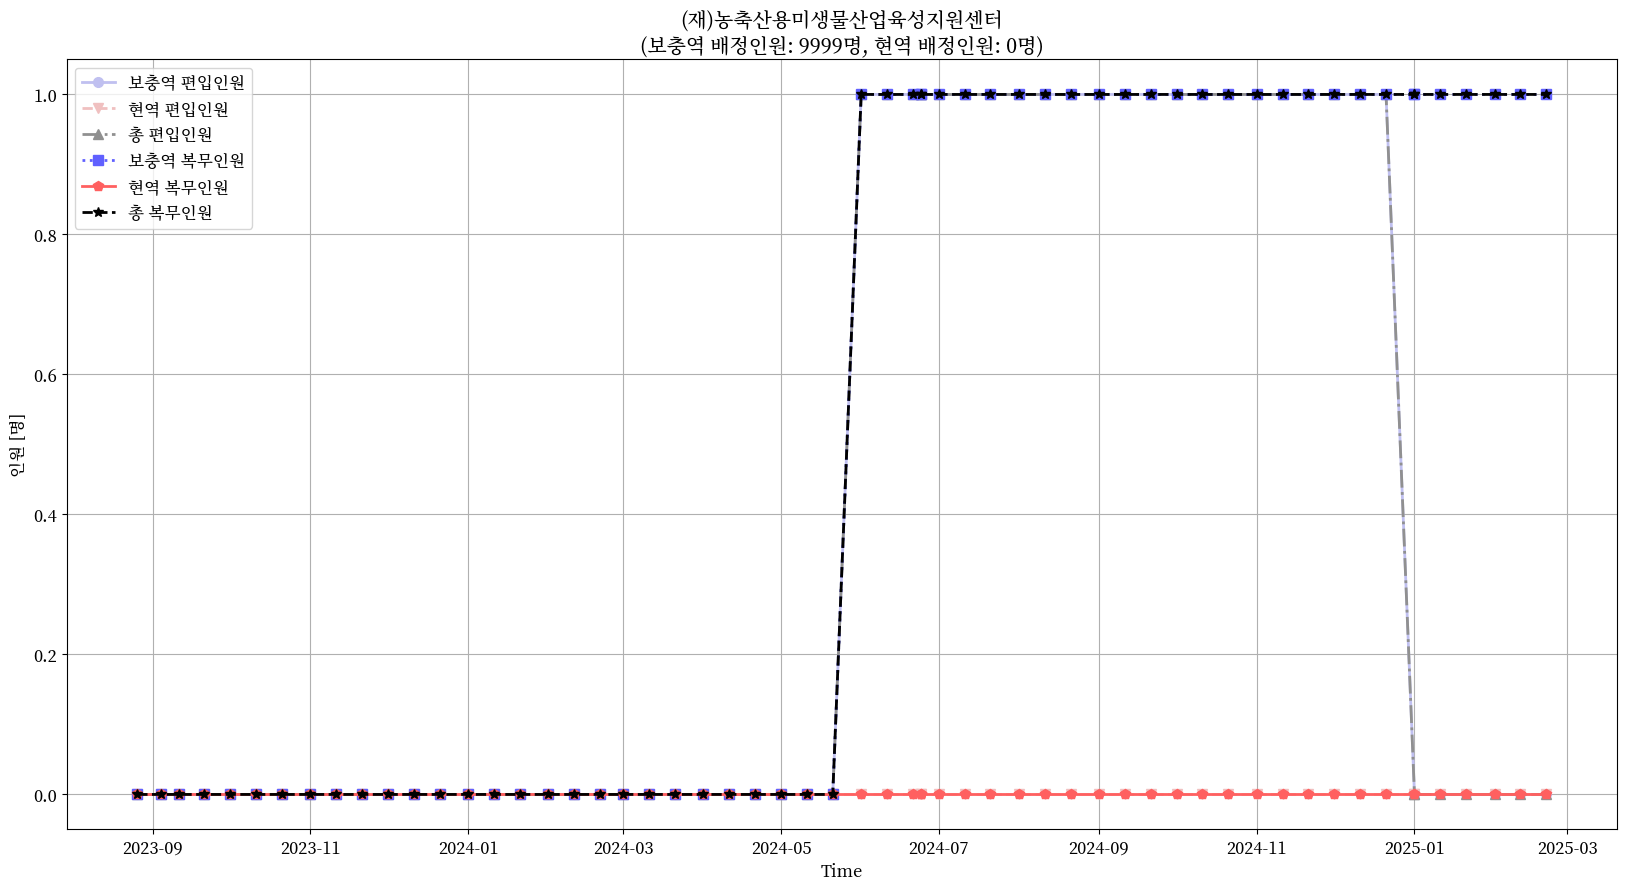 (재)농축산용미생물산업육성지원센터
(보충역 배정인원: 9999명, 현역 배정인원: 0명)
보충역 편입인원
현역 편입인원
총 편입인원
보충역 복무인원
현역 복무인원
총 복무인원
1.0
0.8
0.6
0.4
0.2
0.0
인원 [명]
2023-09
2023-11
2024-01
2024-03
2024-05
2024-07
2024-09
2024-11
2025-01
2025-03
Time